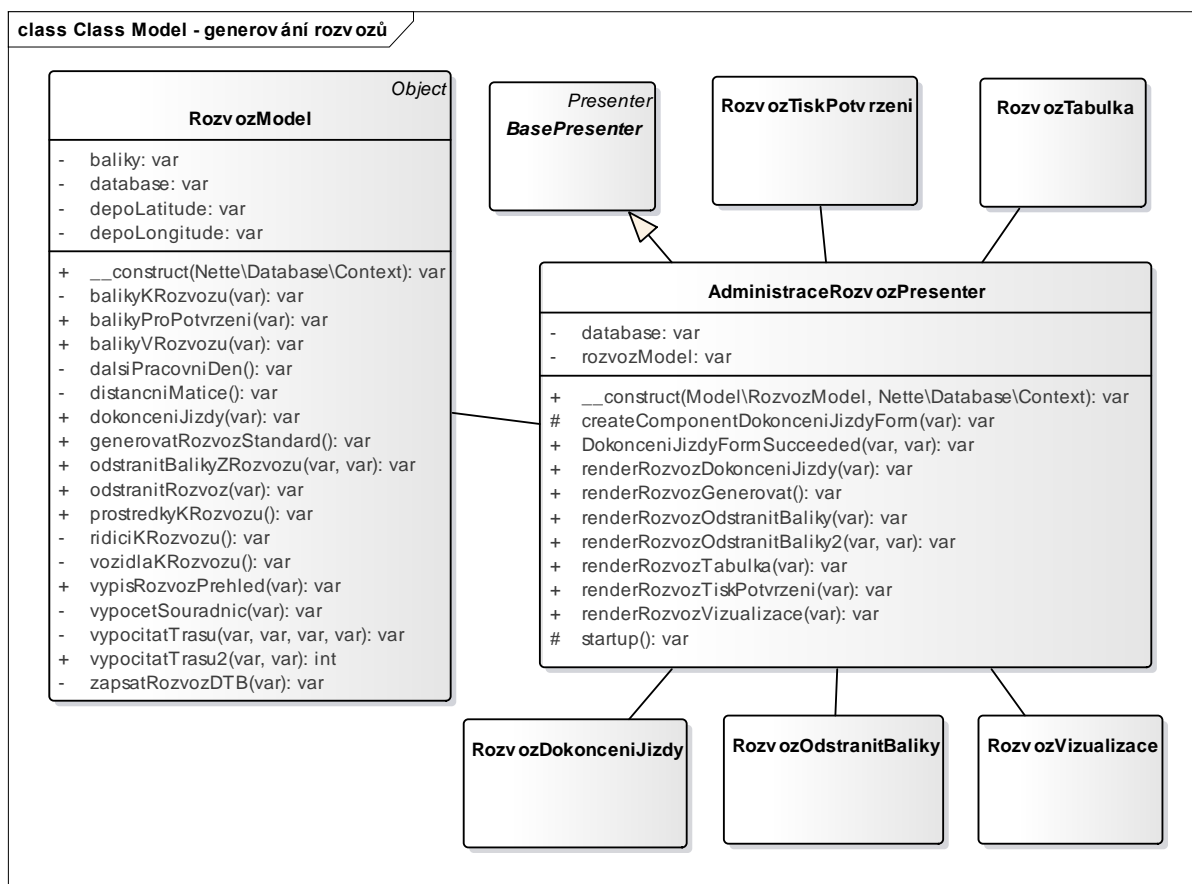 class Class Model - generování rozvozů
Object
RozvozModel
- baliky: var
- database: var
- depoLatitude: var
- depoLongitude: var
+ __construct(Nette\Database\Context): var
- balikyKRozvozu(var): var
+ balikyProPotvrzeni(var): var
+ balikyVRozvozu(var): var
- dalsiPracovniDen(): var
- distancniMatice(): var
+ dokonceniJizdy(var): var
+ generovatRozvozStandard(): var
+ odstranitBalikyZRozvozu(var, var): var
+ odstranitRozvoz(var): var
+ prostredkyKRozvozu(): var
- ridiciKRozvozu(): var
- vozidlaKRozvozu(): var
+ vypisRozvozPrehled(var): var
- vypocetSouradnic(var): var
- vypocitatTrasu(var, var, var, var): var
+ vypocitatTrasu2(var, var): int
- zapsatRozvozDTB(var): var
Presenter
BasePresenter
RozvozTiskPotvrzeni
RozvozTabulka
AdministraceRozvozPresenter
- database: var
- rozvozModel: var
+ __construct(Model\RozvozModel, Nette\Database\Context): var
# createComponentDokonceniJizdyForm(var): var
+ DokonceniJizdyFormSucceeded(var, var): var
+ renderRozvozDokonceniJizdy(var): var
+ renderRozvozGenerovat(): var
+ renderRozvozOdstranitBaliky(var): var
+ renderRozvozOdstranitBaliky2(var, var): var
+ renderRozvozTabulka(var): var
+ renderRozvozTiskPotvrzeni(var): var
+ renderRozvozVizualizace(var): var
# startup(): var
RozvozDokonceniJizdy
RozvozOdstranitBaliky
RozvozVizualizace